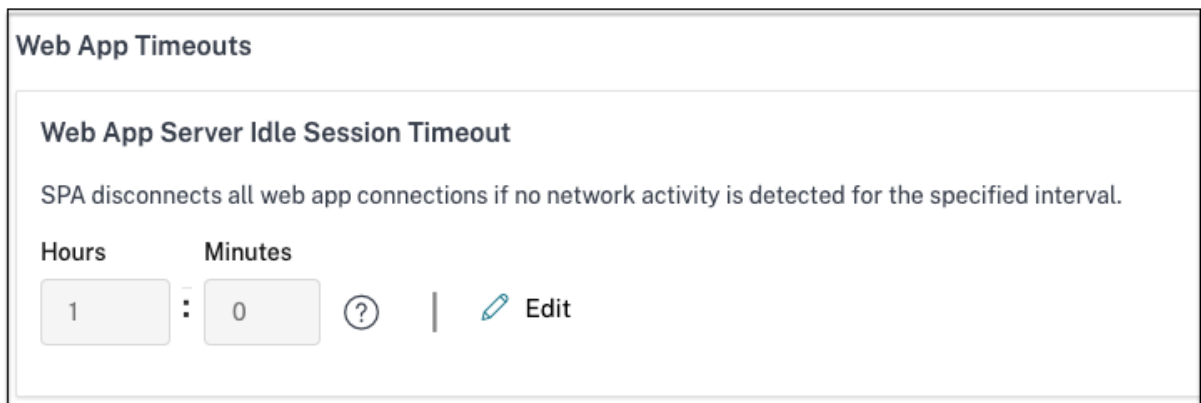 Web App Timeouts
Web App Server Idle Session Timeout
SPA disconnects all web app connections if no network activity is detected for the specified interval.
Hours Minutes
1 : 0 ? | Edit